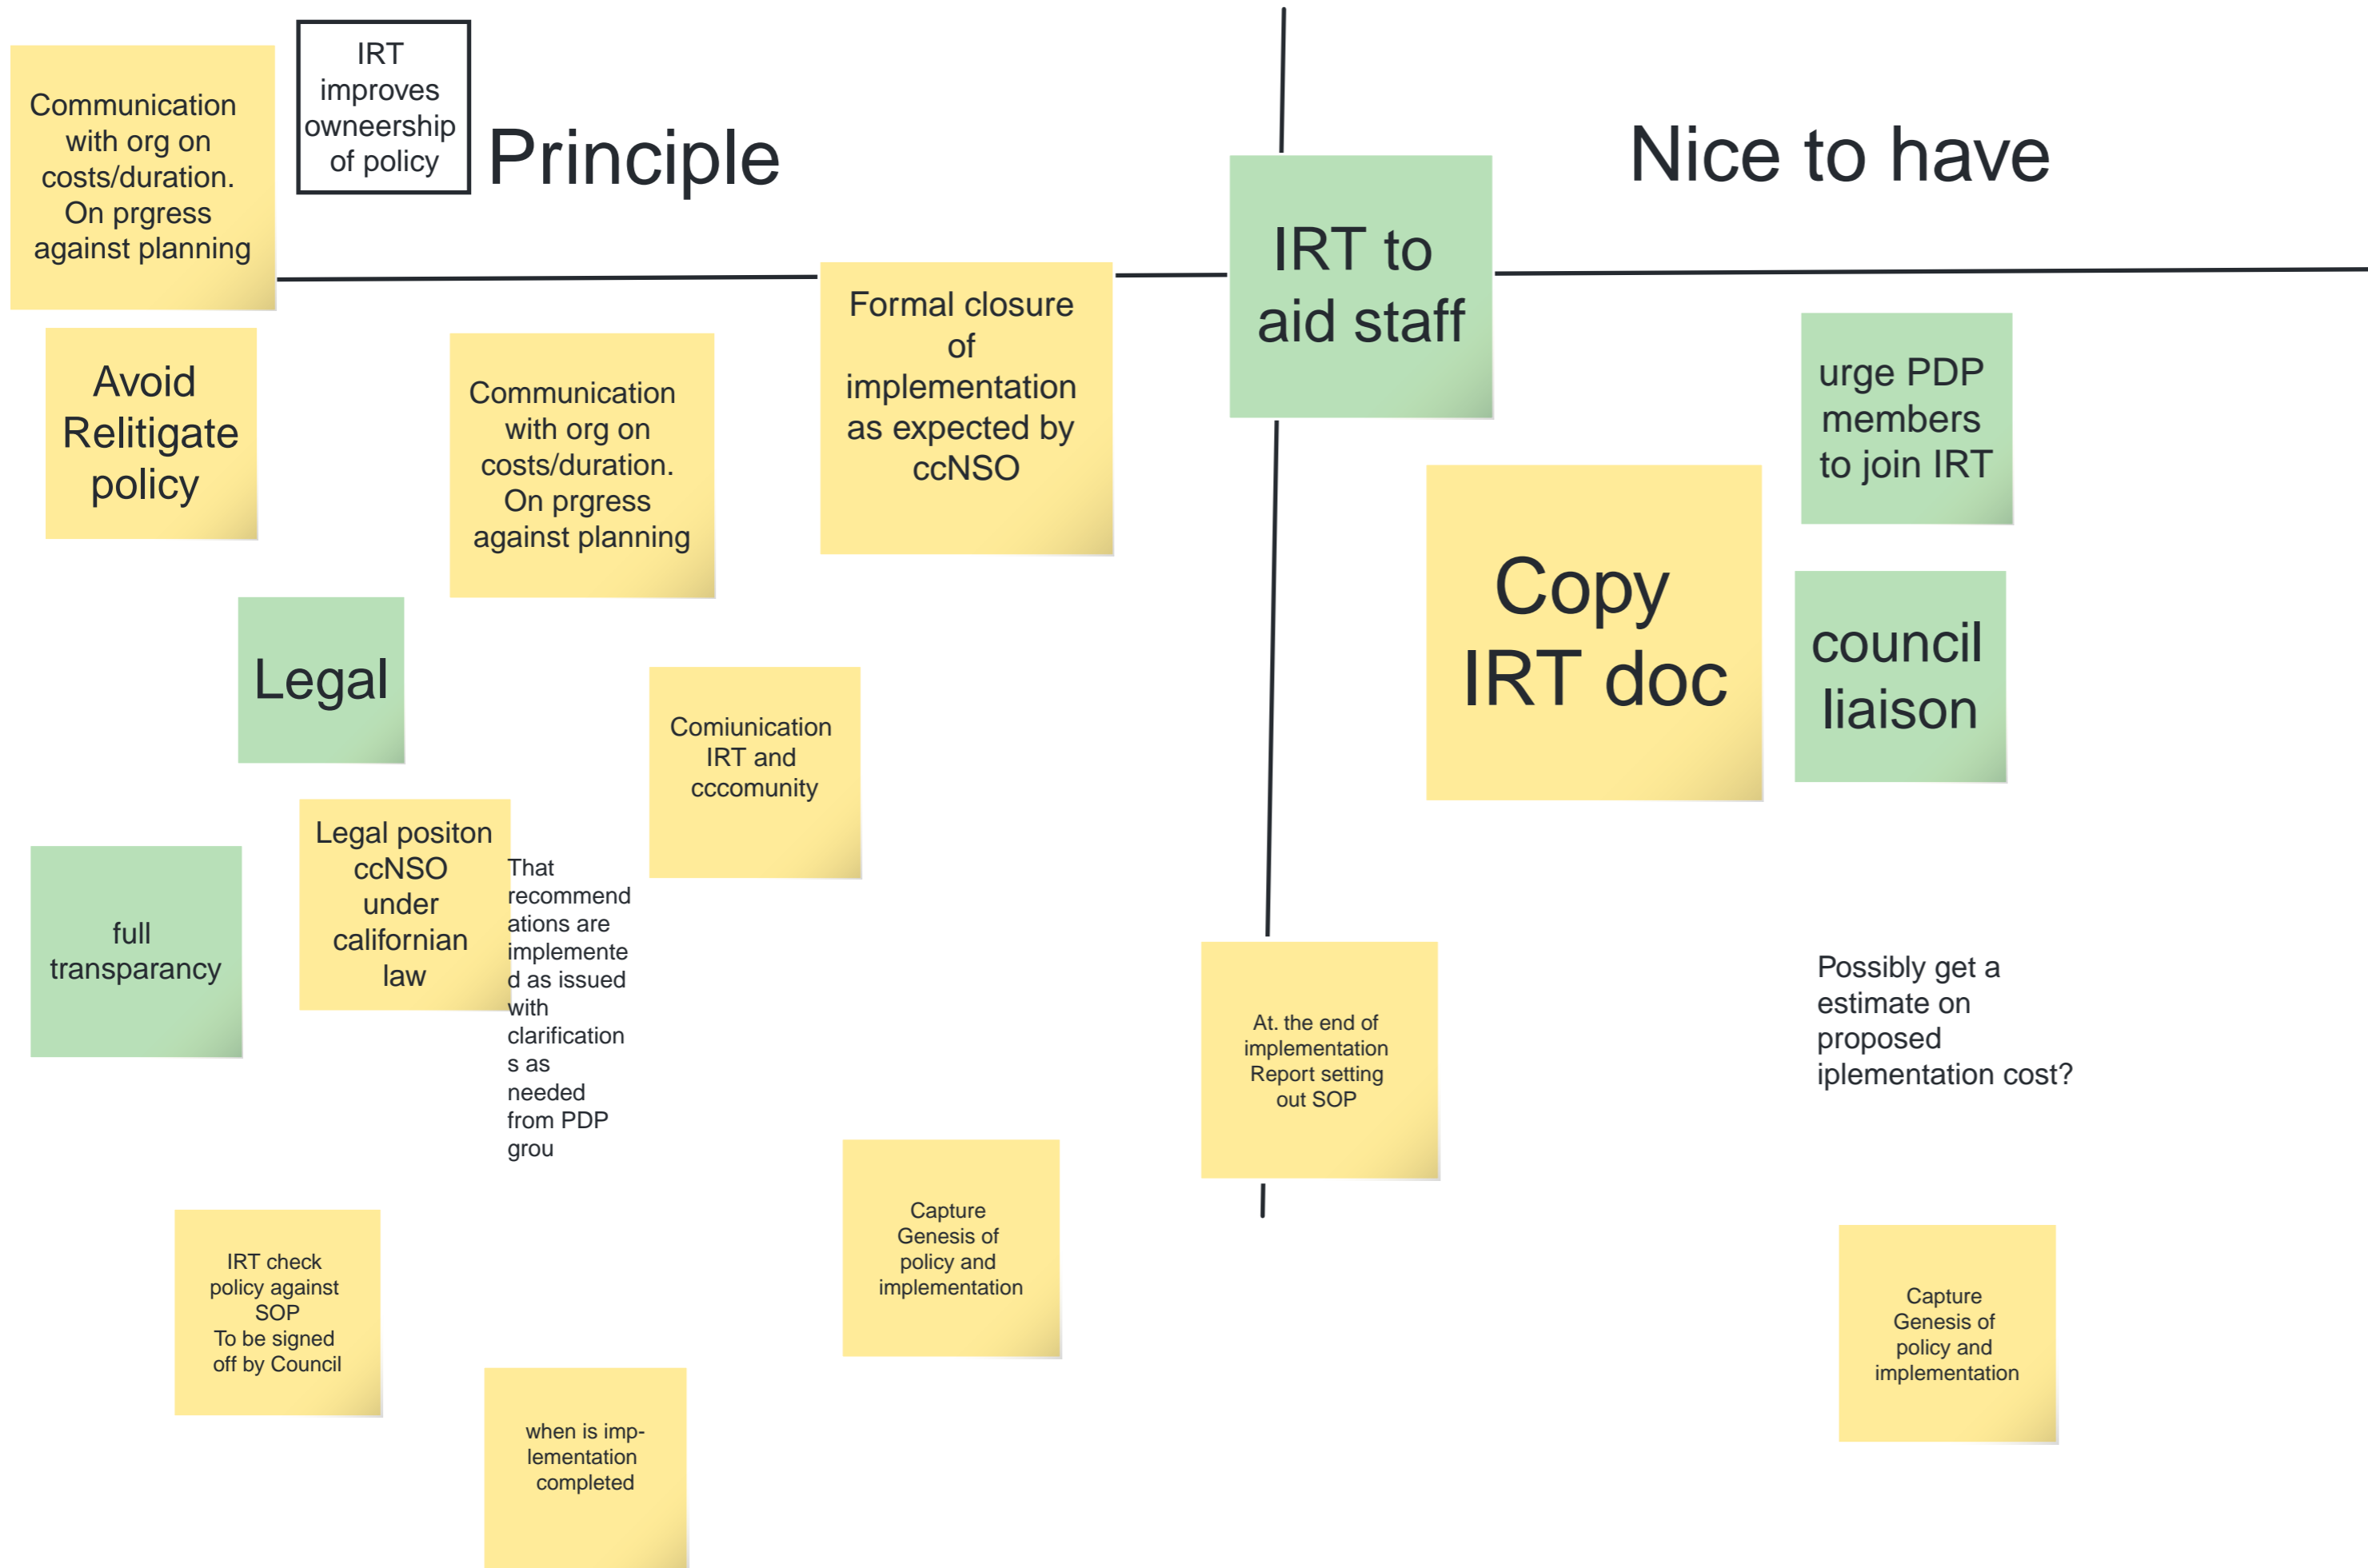 Communication
with org on
costs/duration.
On prgress
against planning
IRT
improves
owneership
of policy
Principle
Nice to have
IRT to
aid staff
Avoid
Relitigate
policy
Communication
with org on
costs/duration.
On prgress
against planning
Formal closure
of
implementation
as expected by
ccNSO
urge PDP
members
to join IRT
Copy
IRT doc
council
liaison
Legal
Comiunication
IRT and
cccomunity
Legal positon
ccNSO
under
californian
law
That
recommend
ations are
implemente
d as issued
with
clarification
s as
needed
from PDP
grou
full
transparancy
At. the end of
implementation
Report setting
out SOP
Possibly get a
estimate on
proposed
iplementation cost?
Capture
Genesis of
policy and
implementation
IRT check
policy against
SOP
To be signed
off by Council
Capture
Genesis of
policy and
implementation
when is imp-
lementation
completed